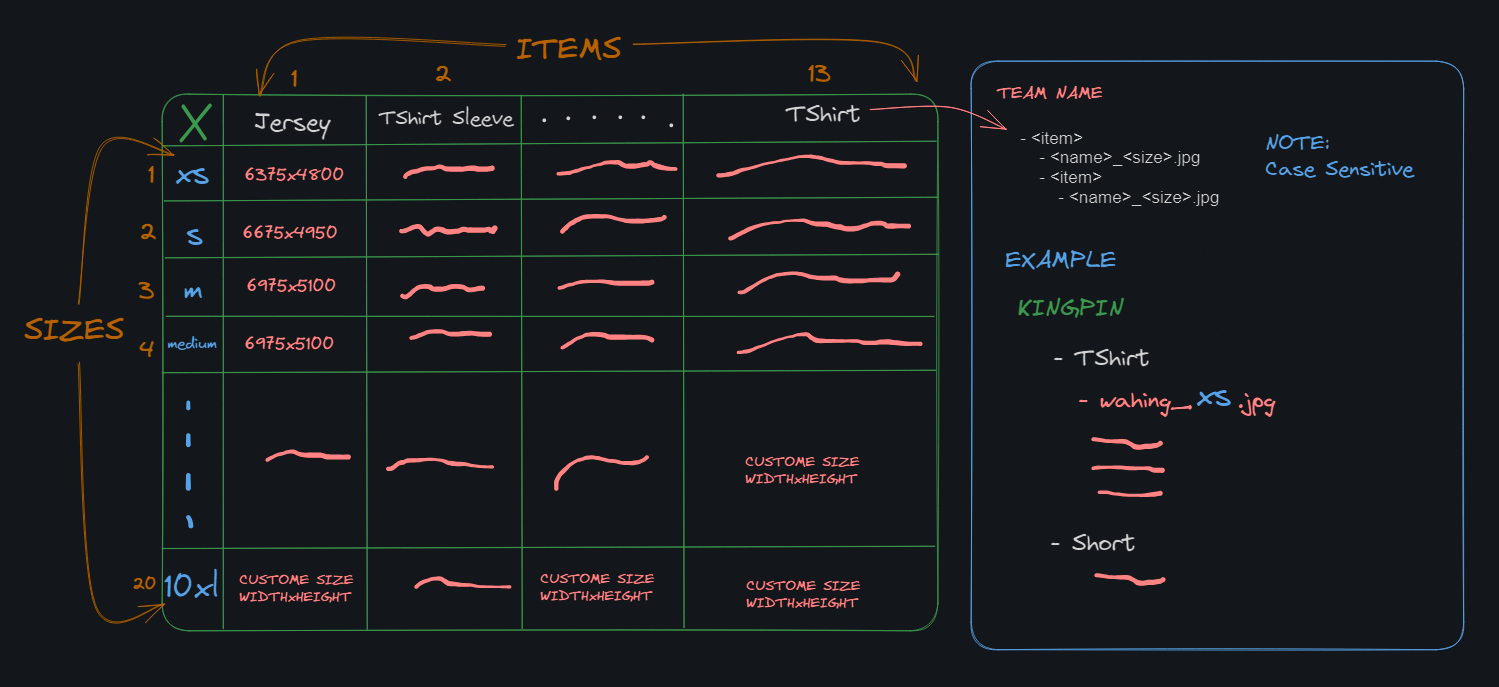 ITEMS
1
2
13
X
Jersey
TShirt Sleeve
. . . . . .
TShirt
SIZES
1
xs
6375x4800
2
s
6675x4950
3
m
6975x5100
4
medium
6975x5100
CUSTOME SIZE
WIDTHxHEIGHT
20
10xl
CUSTOME SIZE
WIDTHxHEIGHT
CUSTOME SIZE
WIDTHxHEIGHT
CUSTOME SIZE
WIDTHxHEIGHT
TEAM NAME
- <item>
- <name>_<size>.jpg
- <item>
- <name>_<size>.jpg
NOTE:
Case Sensitive
EXAMPLE
KINGPIN
- TShirt
- wahing_xs.jpg
- Short